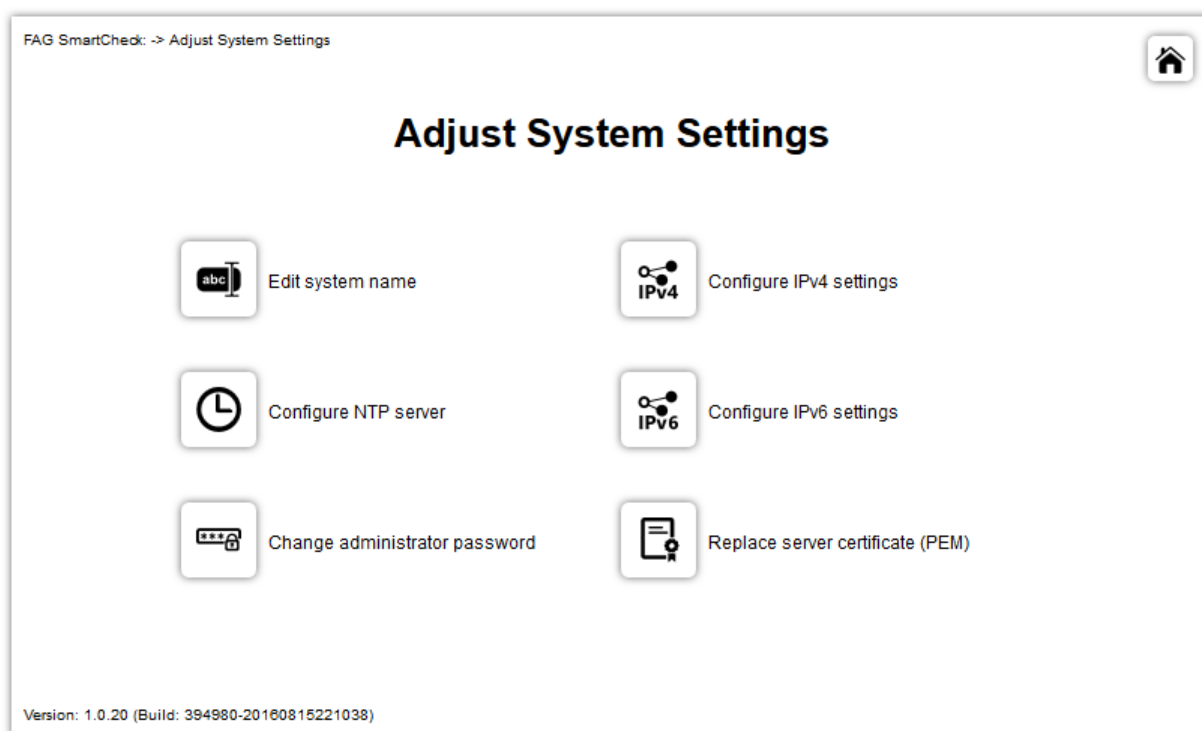 FAG SmartCheck: -> Adjust System Settings
Adjust System Settings
abc
Edit system name
IPv4
Configure IPv4 settings
Configure NTP server
IPv6
Configure IPv6 settings
***
Change administrator password
Replace server certificate (PEM)
Version: 1.0.20 (Build: 394980-20160815221038)